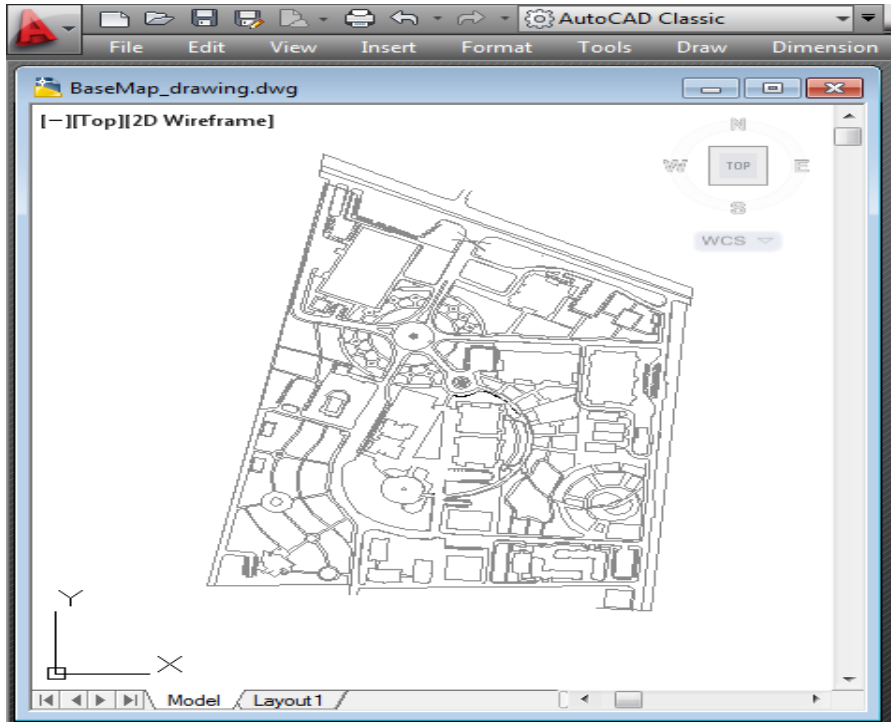 AutoCAD Classic
File Edit View Insert Format Tools Draw Dimension
BaseMap_drawing.dwg
[−][Top][2D Wireframe]
N
W TOP E
S
WCS
Y
X
Model Layout1